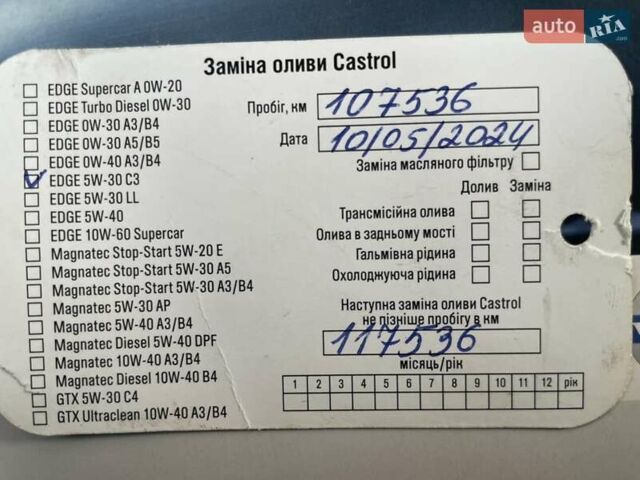 auto RIA.com
Заміна оливи Castrol
EDGE Supercar A 0W-20
EDGE Turbo Diesel 0W-30
EDGE 0W-30 A3/B4
EDGE 0W-30 A5/B5
EDGE 0W-40 A3/B4
EDGE 5W-30 C3
EDGE 5W-30 LL
EDGE 5W-40
EDGE 10W-60 Supercar
Magnatec Stop-Start 5W-20 E
Magnatec Stop-Start 5W-30 A5
Magnatec Stop-Start 5W-30 A3/B4
Magnatec 5W-30 AP
Magnatec 5W-40 A3/B4
Magnatec Diesel 5W-40 DPF
Magnatec 10W-40 A3/B4
Magnatec Diesel 10W-40 B4
GTX 5W-30 C4
GTX Ultraclean 10W-40 A3/B4
Пробіг, км 107536
Дата 10/05/2024
Заміна масляного фільтру
Долив Заміна
Трансмісійна олива
Олива в задньому мості
Гальмівна рідина
Охолоджуюча рідина
Наступна заміна оливи Castrol
не пізніше пробігу в км
117536
місяць/рік
1 2 3 4 5 6 7 8 9 10 11 12 рік